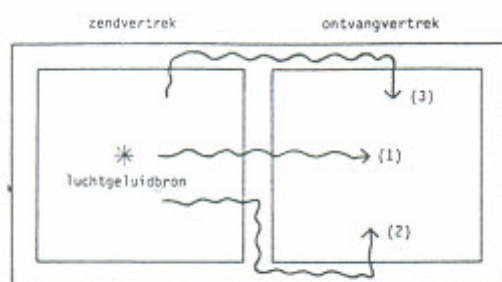 zendvertrek
ontvangvertrek
(3)
(1)
luchtgeluidbron
(2)